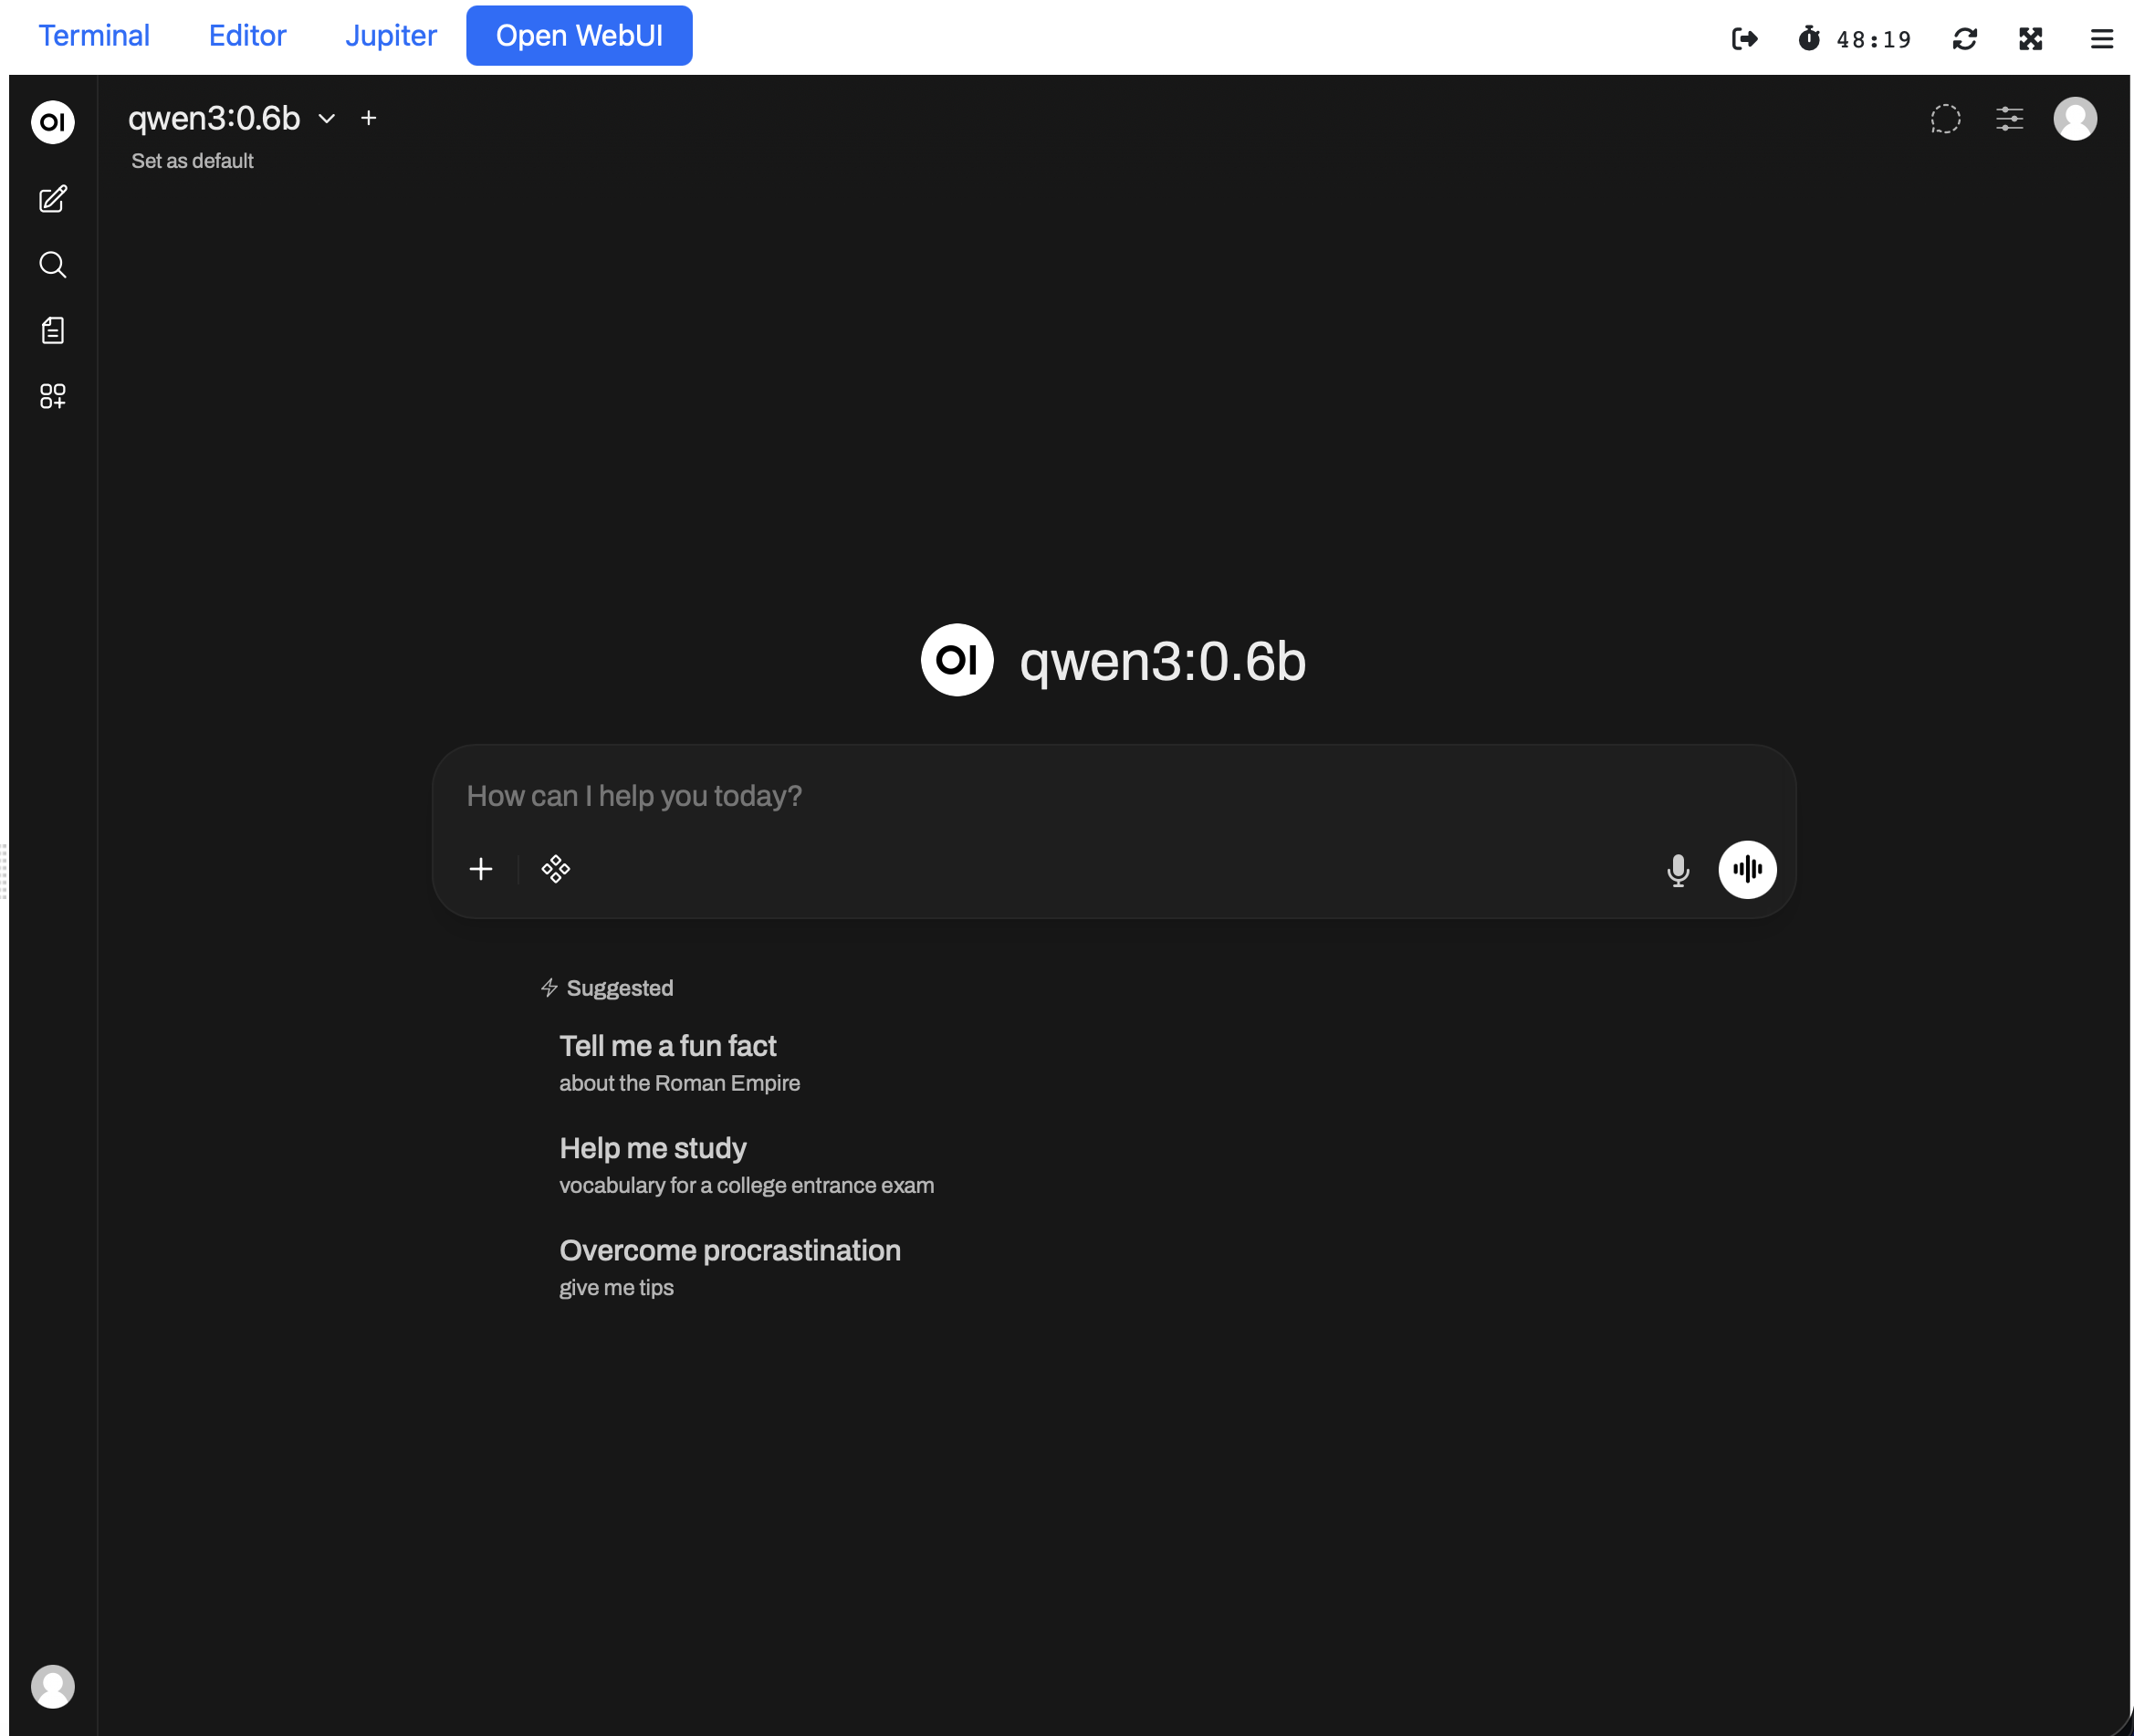 Terminal Editor Jupiter Open WebUI 48:19
OI qwen3:0.6b
Set as default
OI qwen3:0.6b
How can I help you today?
Suggested
Tell me a fun fact
about the Roman Empire
Help me study
vocabulary for a college entrance exam
Overcome procrastination
give me tips